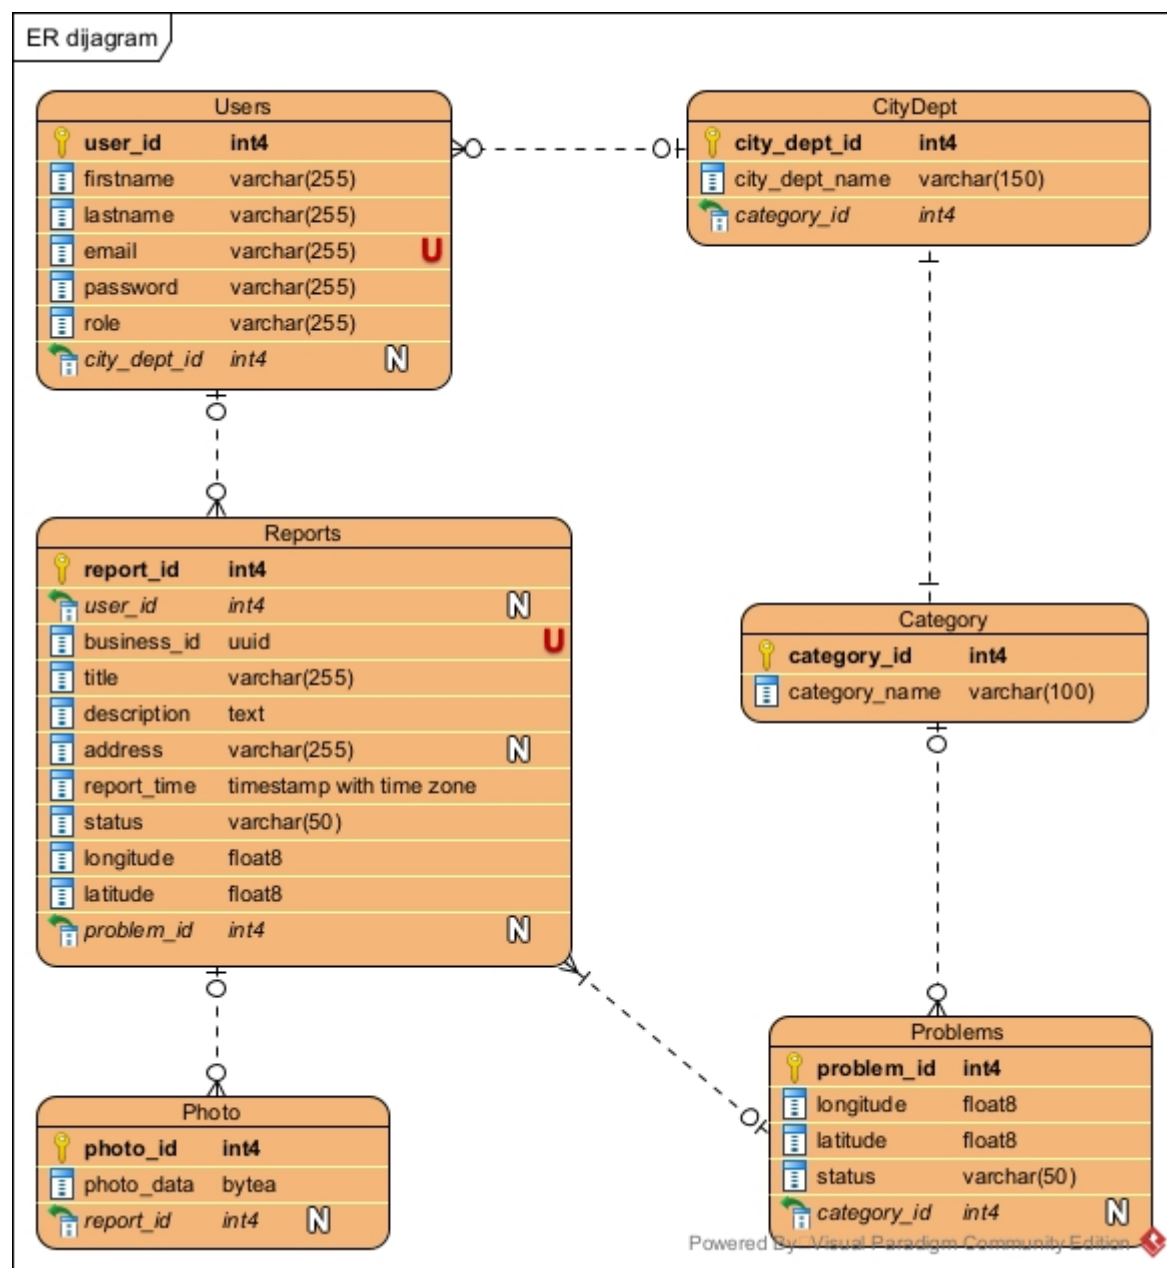 ER dijagram
Users
user_id int4
firstname varchar(255)
lastname varchar(255)
email varchar(255) U
password varchar(255)
role varchar(255)
city_dept_id int4 N
CityDept
city_dept_id int4
city_dept_name varchar(150)
category_id int4
Reports
report_id int4
user_id int4 N
business_id uuid U
title varchar(255)
description text
address varchar(255) N
report_time timestamp with time zone
status varchar(50)
longitude float8
latitude float8
problem_id int4 N
Category
category_id int4
category_name varchar(100)
Photo
photo_id int4
photo_data bytea
report_id int4 N
Problems
problem_id int4
longitude float8
latitude float8
status varchar(50)
category_id int4 N
Powered By Visual Paradigm Community Edition